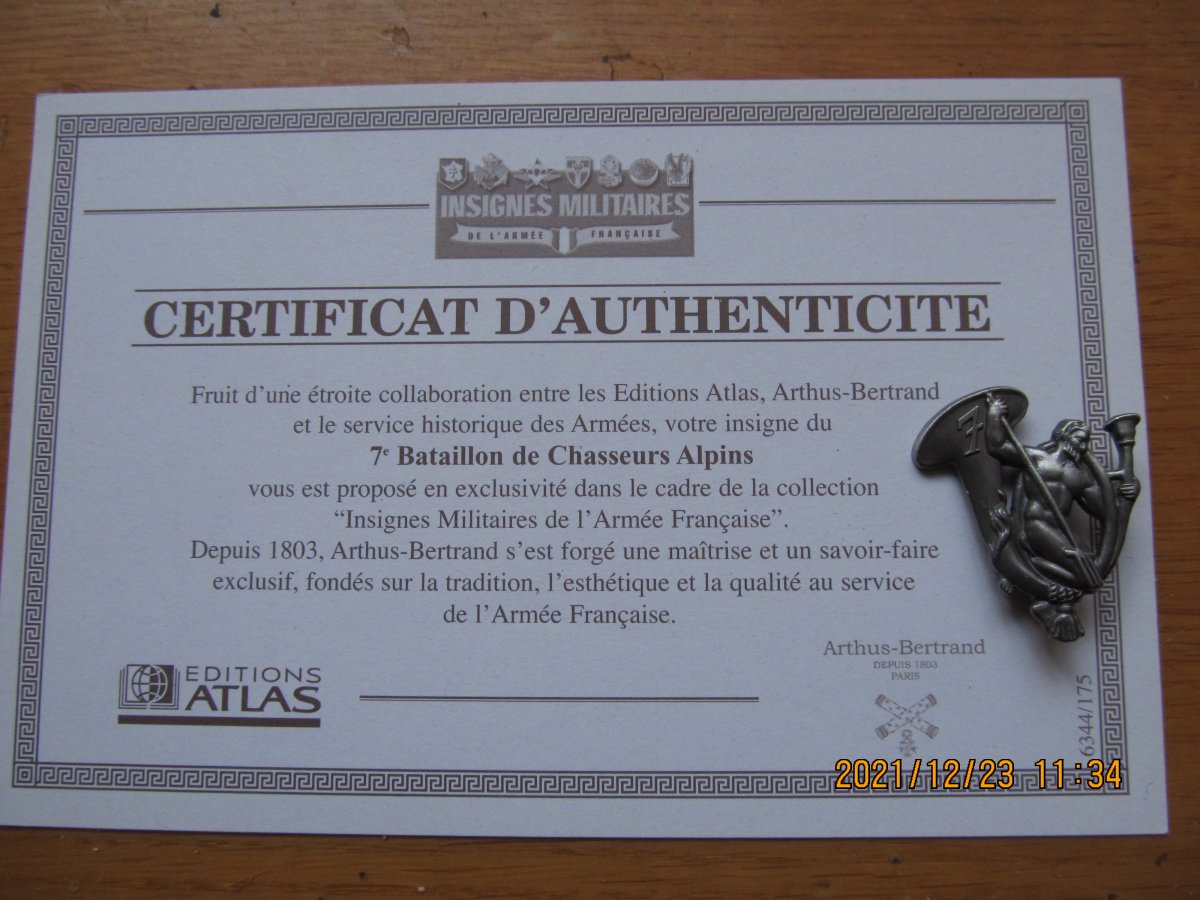 INSIGNES MILITAIRES
DE L'ARMÉE FRANÇAISE
CERTIFICAT D'AUTHENTICITE
Fruit d'une étroite collaboration entre les Editions Atlas, Arthus-Bertrand
et le service historique des Armées, votre insigne du
7e Bataillon de Chasseurs Alpins
vous est proposé en exclusivité dans le cadre de la collection
“Insignes Militaires de l'Armée Française”.
Depuis 1803, Arthus-Bertrand s'est forgé une maîtrise et un savoir-faire
exclusif, fondés sur la tradition, l'esthétique et la qualité au service
de l'Armée Française.
7
EDITIONS
ATLAS
Arthus-Bertrand
DEPUIS 1803
PARIS
6344/175
2021/12/23 11:34